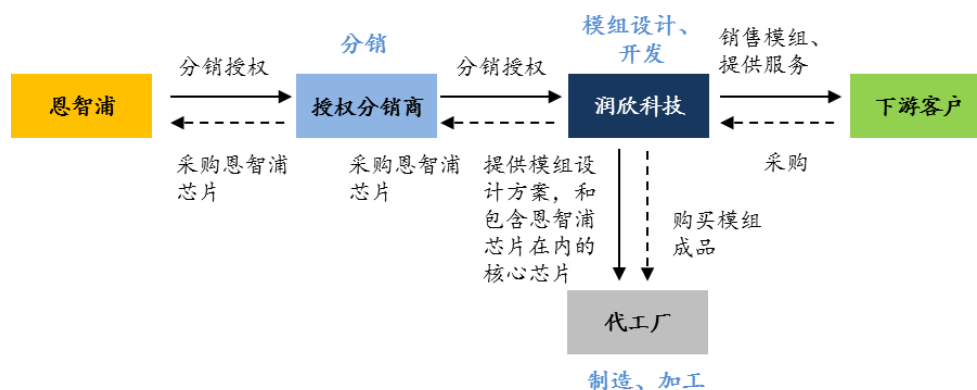 分销
模组设计、
开发
销售模组、
提供服务
分销授权
分销授权
恩智浦
授权分销商
润欣科技
下游客户
采购恩智浦
芯片
采购恩智浦
芯片
提供模组设
计方案，和
包含恩智浦
芯片在内的
核心芯片
采购
购买模组
成品
代工厂
制造、加工